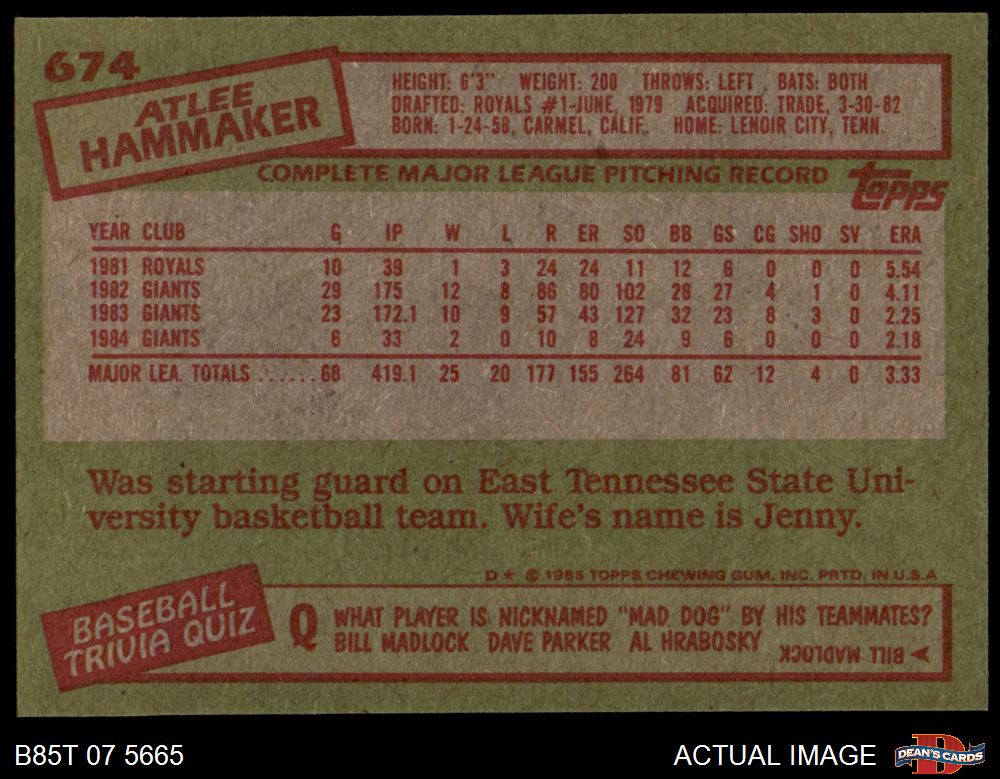 674
ATLEE
HAMMAKER
HEIGHT: 6'3" WEIGHT: 200 THROWS: LEFT BATS: BOTH
DRAFTED: ROYALS #1-JUNE, 1979 ACQUIRED: TRADE, 3-30-82
BORN: 1-24-58, CARMEL, CALIF. HOME: LENOIR CITY, TENN.
COMPLETE MAJOR LEAGUE PITCHING RECORD
topps
YEAR CLUB G IP W L R ER SO BB GS CG SHO SV ERA
1981 ROYALS 10 39 1 3 24 24 11 12 6 0 0 0 5.54
1982 GIANTS 29 175 12 8 86 80 102 28 27 4 1 0 4.11
1983 GIANTS 23 172.1 10 9 57 43 127 32 23 8 3 0 2.25
1984 GIANTS 6 33 2 0 10 8 24 9 6 0 0 0 2.18
MAJOR LEA. TOTALS ......68 419.1 25 20 177 155 264 81 62 12 4 0 3.33
Was starting guard on East Tennessee State Uni-
versity basketball team. Wife's name is Jenny.
D * © 1985 TOPPS CHEWING GUM, INC. PRTD. IN U.S.A
BASEBALL
TRIVIA QUIZ
Q WHAT PLAYER IS NICKNAMED "MAD DOG" BY HIS TEAMMATES?
BILL MADLOCK DAVE PARKER AL HRABOSKY
BILL MADLOCK
B85T 07 5665
ACTUAL IMAGE
D
DEAN'S CARDS